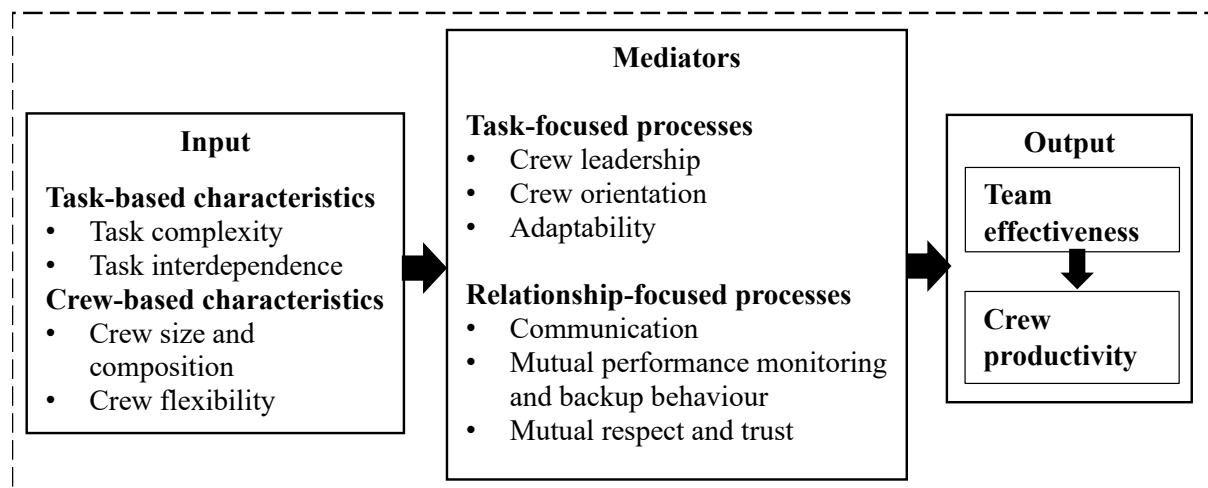 Input
Task-based characteristics
• Task complexity
• Task interdependence
Crew-based characteristics
• Crew size and
composition
• Crew flexibility
Mediators
Task-focused processes
• Crew leadership
• Crew orientation
• Adaptability
Relationship-focused processes
• Communication
• Mutual performance monitoring
and backup behaviour
• Mutual respect and trust
Output
Team
effectiveness
Crew
productivity